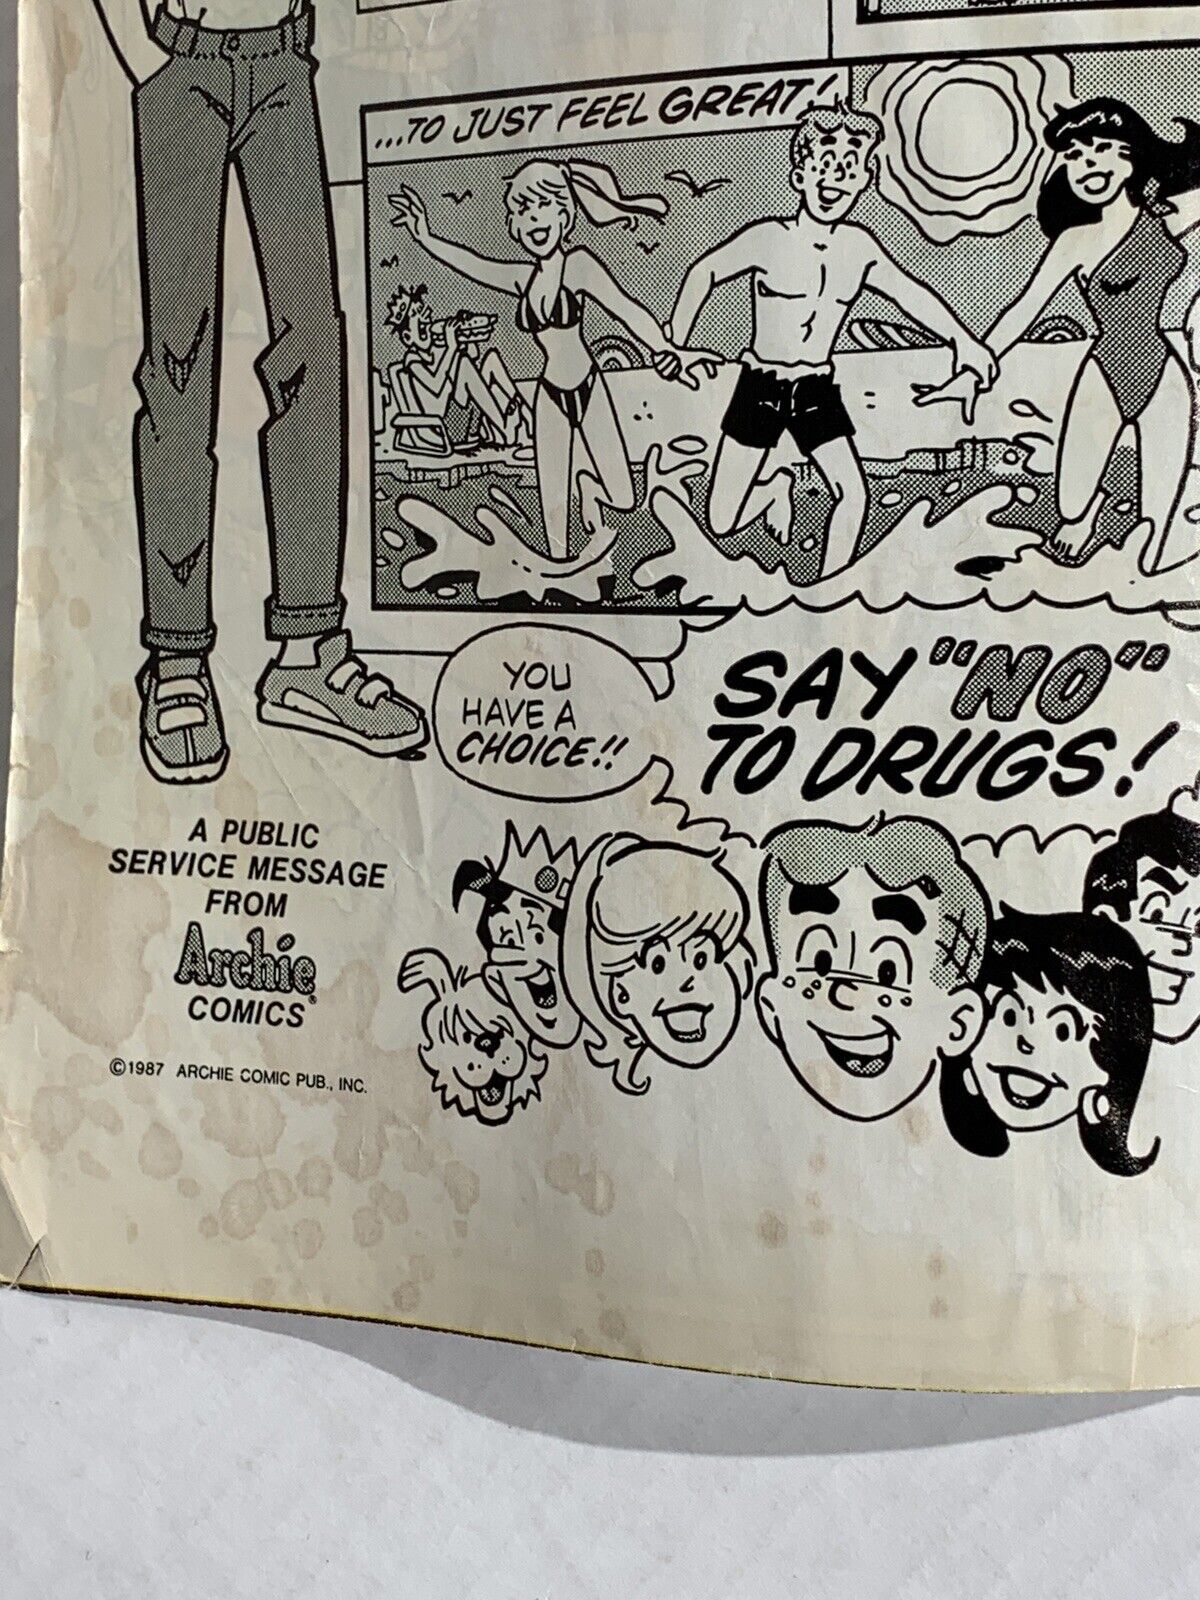 ...TO JUST FEEL GREAT!
YOU
HAVE A
CHOICE!!
SAY "NO"
TO DRUGS!
A PUBLIC
SERVICE MESSAGE
FROM
Archie®
COMICS
©1987 ARCHIE COMIC PUB., INC.